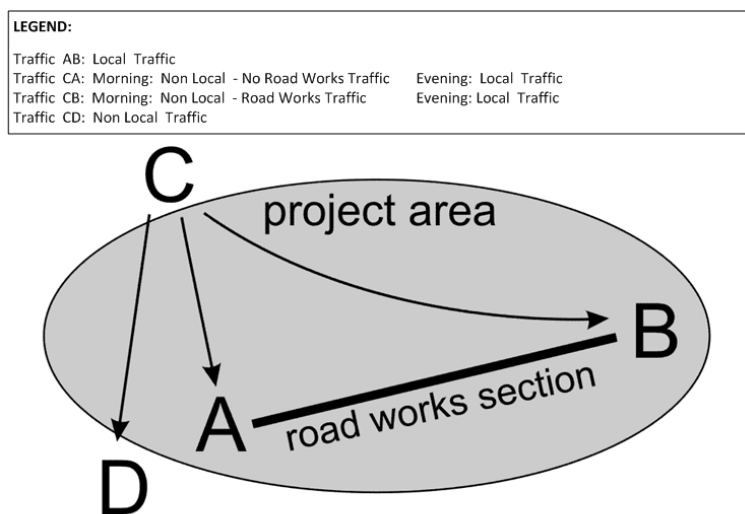 LEGEND:
Traffic AB: Local Traffic
Traffic CA: Morning: Non Local - No Road Works Traffic Evening: Local Traffic
Traffic CB: Morning: Non Local - Road Works Traffic Evening: Local Traffic
Traffic CD: Non Local Traffic
C
project area
B
A
road works section
D